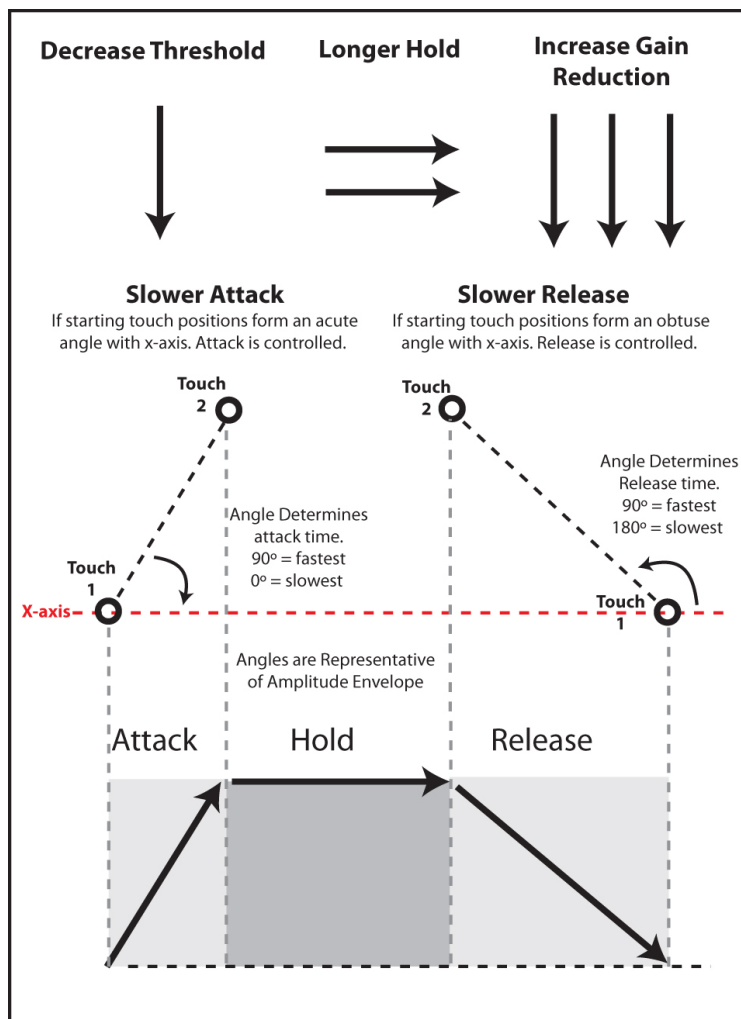 Decrease Threshold
Longer Hold
Increase Gain
Reduction
Slower Attack
If starting touch positions form an acute
angle with x-axis. Attack is controlled.
Slower Release
If starting touch positions form an obtuse
angle with x-axis. Release is controlled.
Touch
2
Touch
2
Angle Determines
Release time.
90º = fastest
180º = slowest
Angle Determines
attack time.
90º = fastest
0º = slowest
Touch
1
X-axis
Touch
1
Angles are Representative
of Amplitude Envelope
Attack
Hold
Release